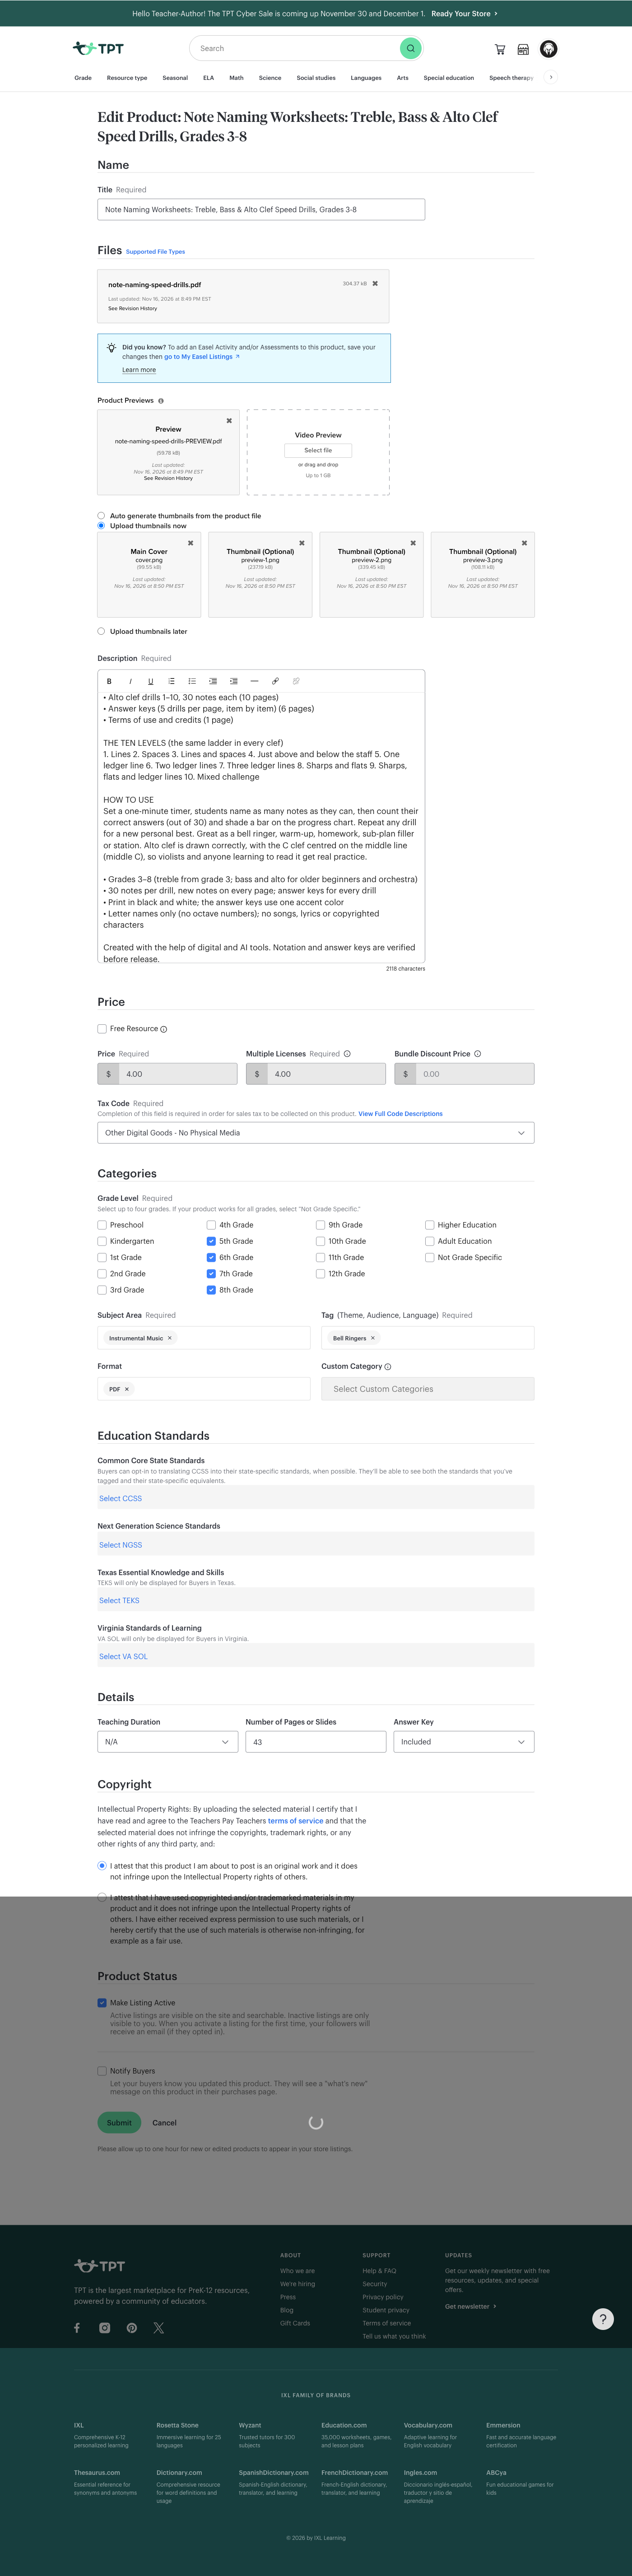 Hello Teacher-Author! The TPT Cyber Sale is coming up November 30 and December 1. Ready Your Store
TPT
Search
Grade Resource type Seasonal ELA Math Science Social studies Languages Arts Special education Speech therapy
Edit Product: Note Naming Worksheets: Treble, Bass & Alto Clef
Speed Drills, Grades 3-8
Name
Title Required
Note Naming Worksheets: Treble, Bass & Alto Clef Speed Drills, Grades 3-8
Files Supported File Types
note-naming-speed-drills.pdf 304.37 kB
Last updated: Nov 16, 2026 at 8:49 PM EST
See Revision History
Did you know? To add an Easel Activity and/or Assessments to this product, save your
changes then go to My Easel Listings
Learn more
Product Previews
Preview
note-naming-speed-drills-PREVIEW.pdf
(59.78 kB)
Last updated:
Nov 16, 2026 at 8:49 PM EST
See Revision History
Video Preview
Select file
or drag and drop
Up to 1 GB
Auto generate thumbnails from the product file
Upload thumbnails now
Main Cover
cover.png
(99.55 kB)
Last updated:
Nov 16, 2026 at 8:50 PM EST
Thumbnail (Optional)
preview-1.png
(237.19 kB)
Last updated:
Nov 16, 2026 at 8:50 PM EST
Thumbnail (Optional)
preview-2.png
(339.45 kB)
Last updated:
Nov 16, 2026 at 8:50 PM EST
Thumbnail (Optional)
preview-3.png
(108.11 kB)
Last updated:
Nov 16, 2026 at 8:50 PM EST
Upload thumbnails later
Description Required
B I U
• Alto clef drills 1–10, 30 notes each (10 pages)
• Answer keys (5 drills per page, item by item) (6 pages)
• Terms of use and credits (1 page)
THE TEN LEVELS (the same ladder in every clef)
1. Lines 2. Spaces 3. Lines and spaces 4. Just above and below the staff 5. One
ledger line 6. Two ledger lines 7. Three ledger lines 8. Sharps and flats 9. Sharps,
flats and ledger lines 10. Mixed challenge
HOW TO USE
Set a one-minute timer, students name as many notes as they can, then count their
correct answers (out of 30) and shade a bar on the progress chart. Repeat any drill
for a new personal best. Great as a bell ringer, warm-up, homework, sub-plan filler
or station. Alto clef is drawn correctly, with the C clef centred on the middle line
(middle C), so violists and anyone learning to read it get real practice.
• Grades 3–8 (treble from grade 3; bass and alto for older beginners and orchestra)
• 30 notes per drill, new notes on every page; answer keys for every drill
• Print in black and white; the answer keys use one accent color
• Letter names only (no octave numbers); no songs, lyrics or copyrighted
characters
Created with the help of digital and AI tools. Notation and answer keys are verified
before release.
2118 characters
Price
Free Resource
Price Required Multiple Licenses Required Bundle Discount Price
$ 4.00 $ 4.00 $ 0.00
Tax Code Required
Completion of this field is required in order for sales tax to be collected on this product. View Full Code Descriptions
Other Digital Goods - No Physical Media
Categories
Grade Level Required
Select up to four grades. If your product works for all grades, select "Not Grade Specific."
Preschool 4th Grade 9th Grade Higher Education
Kindergarten 5th Grade 10th Grade Adult Education
1st Grade 6th Grade 11th Grade Not Grade Specific
2nd Grade 7th Grade 12th Grade
3rd Grade 8th Grade
Subject Area Required Tag (Theme, Audience, Language) Required
Instrumental Music Bell Ringers
Format Custom Category
PDF Select Custom Categories
Education Standards
Common Core State Standards
Buyers can opt-in to translating CCSS into their state-specific standards, when possible. They'll be able to see both the standards that you've
tagged and their state-specific equivalents.
Select CCSS
Next Generation Science Standards
Select NGSS
Texas Essential Knowledge and Skills
TEKS will only be displayed for Buyers in Texas.
Select TEKS
Virginia Standards of Learning
VA SOL will only be displayed for Buyers in Virginia.
Select VA SOL
Details
Teaching Duration Number of Pages or Slides Answer Key
N/A 43 Included
Copyright
Intellectual Property Rights: By uploading the selected material I certify that I
have read and agree to the Teachers Pay Teachers terms of service and that the
selected material does not infringe the copyrights, trademark rights, or any
other rights of any third party, and:
I attest that this product I am about to post is an original work and it does
not infringe upon the Intellectual Property rights of others.
I attest that I have used copyrighted and/or trademarked materials in my
product and it does not infringe upon the Intellectual Property rights of
others. I have either received express permission to use such materials, or I
hereby certify that the use of such materials is otherwise non-infringing, for
example as a fair use.
Product Status
Make Listing Active
Active listings are visible on the site and searchable. Inactive listings are only
visible to you. When you activate a listing the first time, your followers will
receive an email (if they opted in).
Notify Buyers
Let your buyers know you updated this product. They will see a "what's new"
message on this product in their purchases page.
Submit Cancel
Please allow up to one hour for new or edited products to appear in your store listings.
TPT
TPT is the largest marketplace for PreK-12 resources,
powered by a community of educators.
ABOUT
Who we are
We're hiring
Press
Blog
Gift Cards
SUPPORT
Help & FAQ
Security
Privacy policy
Student privacy
Terms of service
Tell us what you think
UPDATES
Get our weekly newsletter with free
resources, updates, and special
offers.
Get newsletter
?
IXL FAMILY OF BRANDS
IXL
Comprehensive K-12
personalized learning
Rosetta Stone
Immersive learning for 25
languages
Wyzant
Trusted tutors for 300
subjects
Education.com
35,000 worksheets, games,
and lesson plans
Vocabulary.com
Adaptive learning for
English vocabulary
Emmersion
Fast and accurate language
certification
Thesaurus.com
Essential reference for
synonyms and antonyms
Dictionary.com
Comprehensive resource
for word definitions and
usage
SpanishDictionary.com
Spanish-English dictionary,
translator, and learning
FrenchDictionary.com
French-English dictionary,
translator, and learning
Ingles.com
Diccionario inglés-español,
traductor y sitio de
aprendizaje
ABCya
Fun educational games for
kids
© 2026 by IXL Learning